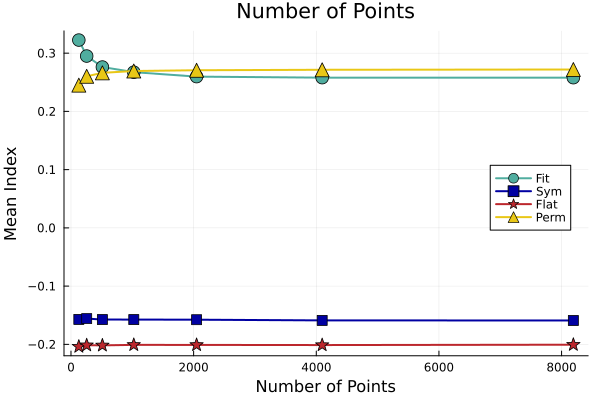 Number of Points
Mean Index
0.3
0.2
0.1
0.0
−0.1
−0.2
Fit
Sym
Flat
Perm
0 2000 4000 6000 8000
Number of Points